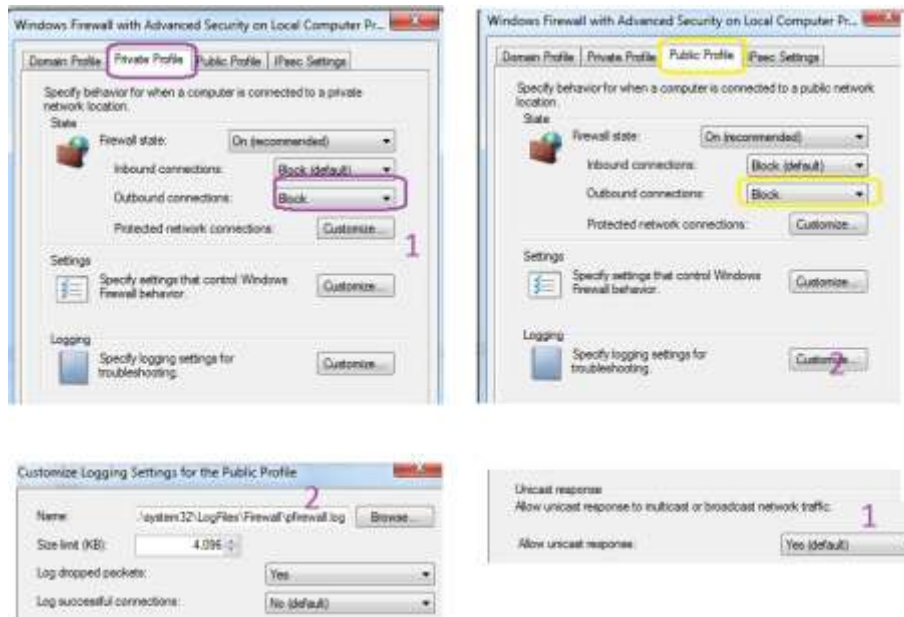 Windows Firewall with Advanced Security on Local Computer Pr...
Domain Profile Private Profile Public Profile IPsec Settings
Specify behavior for when a computer is connected to a private
network location.
State
Firewall state: On (recommended)
Inbound connections: Block (default)
Outbound connections: Block
Protected network connections: Customize...
1
Settings
Specify settings that control Windows
Firewall behavior.
Customize...
Logging
Specify logging settings for
troubleshooting.
Customize...
Windows Firewall with Advanced Security on Local Computer Pr...
Domain Profile Private Profile Public Profile IPsec Settings
Specify behavior for when a computer is connected to a public network
location.
State
Firewall state: On (recommended)
Inbound connections: Block (default)
Outbound connections: Block
Protected network connections: Customize...
Settings
Specify settings that control Windows
Firewall behavior.
Customize...
Logging
Specify logging settings for
troubleshooting.
Customize...
2
Customize Logging Settings for the Public Profile
2
Name: \system32\LogFiles\Firewall\pfirewall.log Browse...
Size limit (KB): 4.096
Log dropped packets: Yes
Log successful connections: No (default)
Unicast response
Allow unicast response to multicast or broadcast network traffic.
1
Allow unicast response: Yes (default)